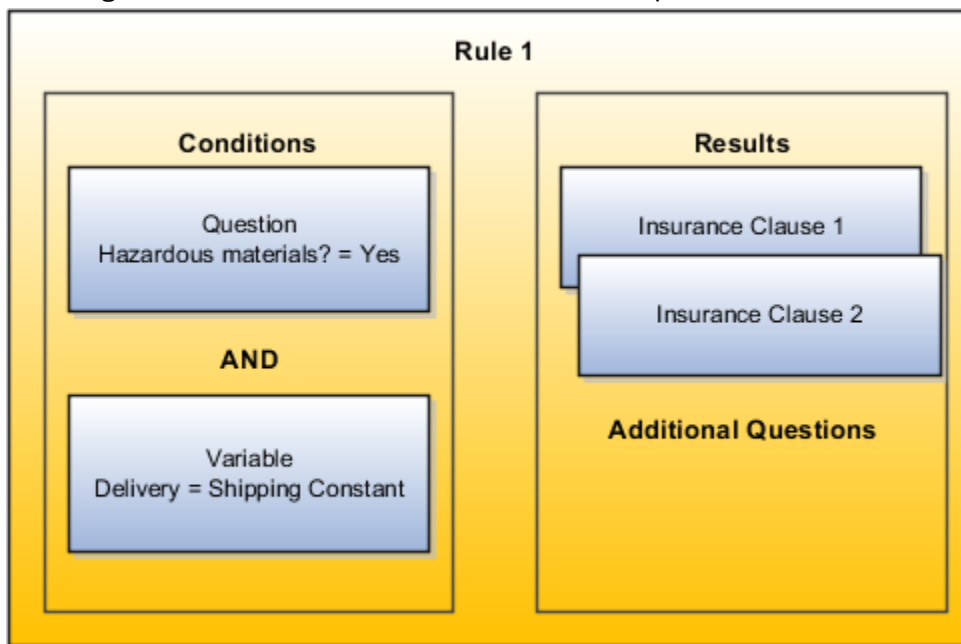 Rule 1
Conditions
Question
Hazardous materials? = Yes
AND
Variable
Delivery = Shipping Constant
Results
Insurance Clause 1
Insurance Clause 2
Additional Questions